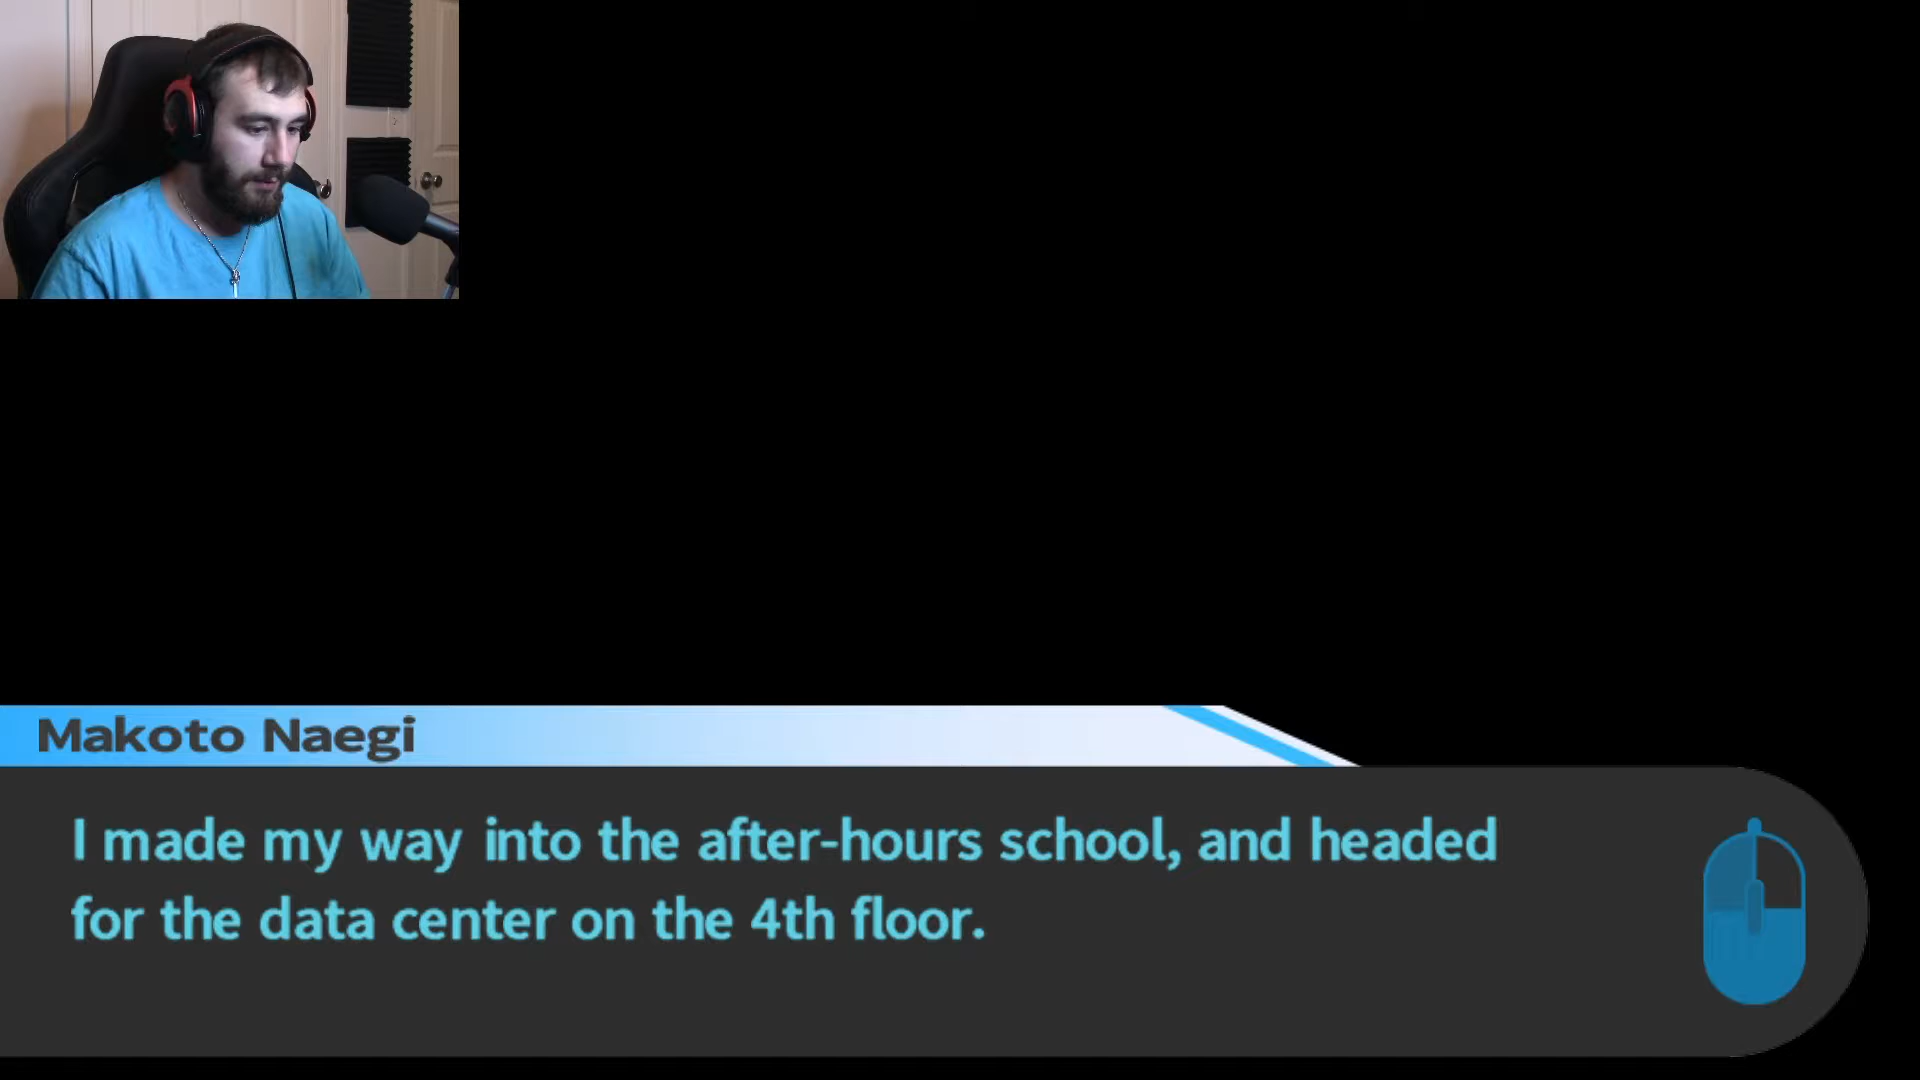 Makoto Naegi
I made my way into the after-hours school, and headed
for the data center on the 4th floor.